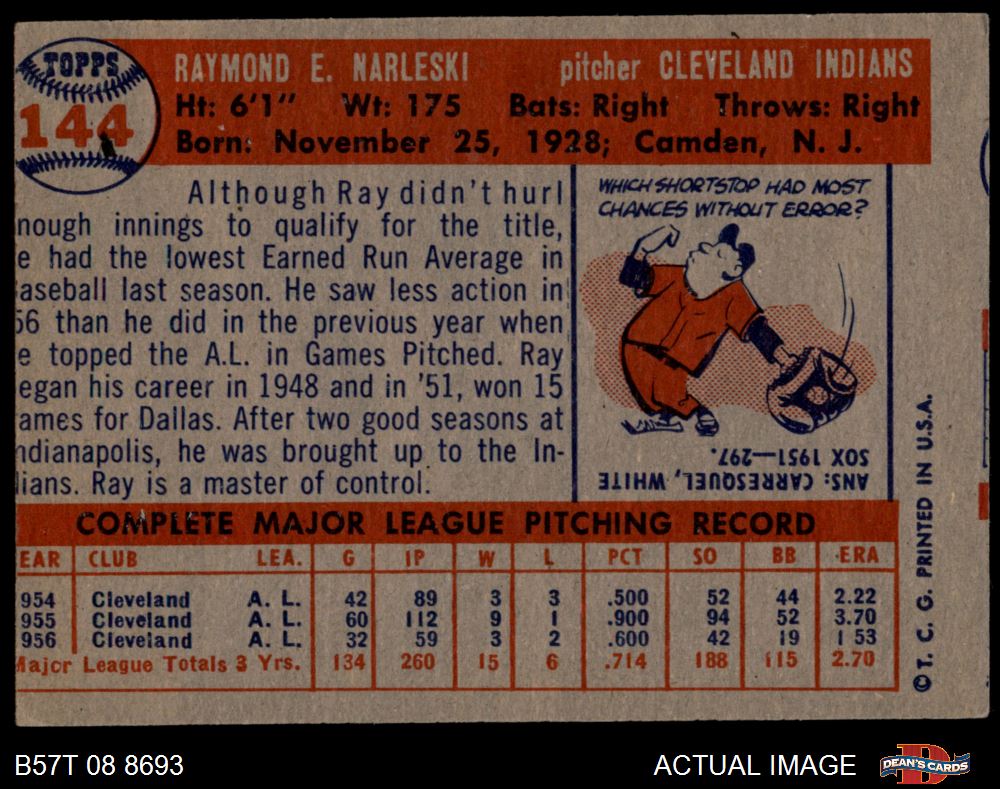 TOPPS
144
RAYMOND E. NARLESKI pitcher CLEVELAND INDIANS
Ht: 6'1" Wt: 175 Bats: Right Throws: Right
Born: November 25, 1928; Camden, N. J.
Although Ray didn't hurl
nough innings to qualify for the title,
e had the lowest Earned Run Average in
aseball last season. He saw less action in
56 than he did in the previous year when
e topped the A.L. in Games Pitched. Ray
egan his career in 1948 and in '51, won 15
ames for Dallas. After two good seasons at
ndianapolis, he was brought up to the In-
ians. Ray is a master of control.
WHICH SHORTSTOP HAD MOST
CHANCES WITHOUT ERROR?
ANS: CARRESQUEL, WHITE
SOX 1951—297.
COMPLETE MAJOR LEAGUE PITCHING RECORD
EAR CLUB LEA. G IP W L PCT SO BB ERA
954 Cleveland A. L. 42 89 3 3 .500 52 44 2.22
955 Cleveland A. L. 60 112 9 1 .900 94 52 3.70
956 Cleveland A. L. 32 59 3 2 .600 42 19 1 53
Major League Totals 3 Yrs. 134 260 15 6 .714 188 115 2.70
©T. C. G. PRINTED IN U.S.A.
B57T 08 8693
ACTUAL IMAGE
D
DEAN'S CARDS